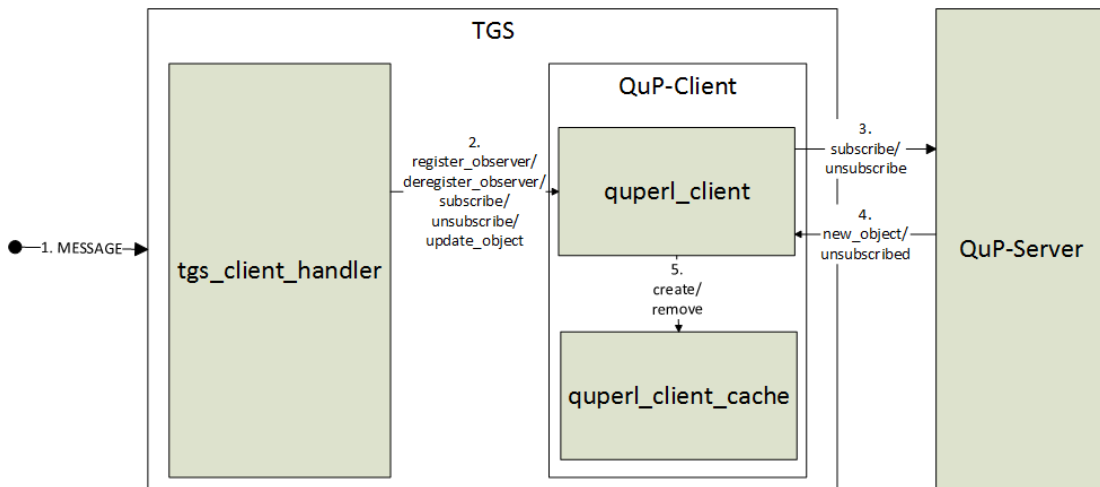 TGS
QuP-Client
2.
register_observer/
deregister_observer/
subscribe/
unsubscribe/
update_object
quperl_client
3.
subscribe/
unsubscribe
4.
new_object/
unsubscribed
QuP-Server
1. MESSAGE
tgs_client_handler
5.
create/
remove
quperl_client_cache